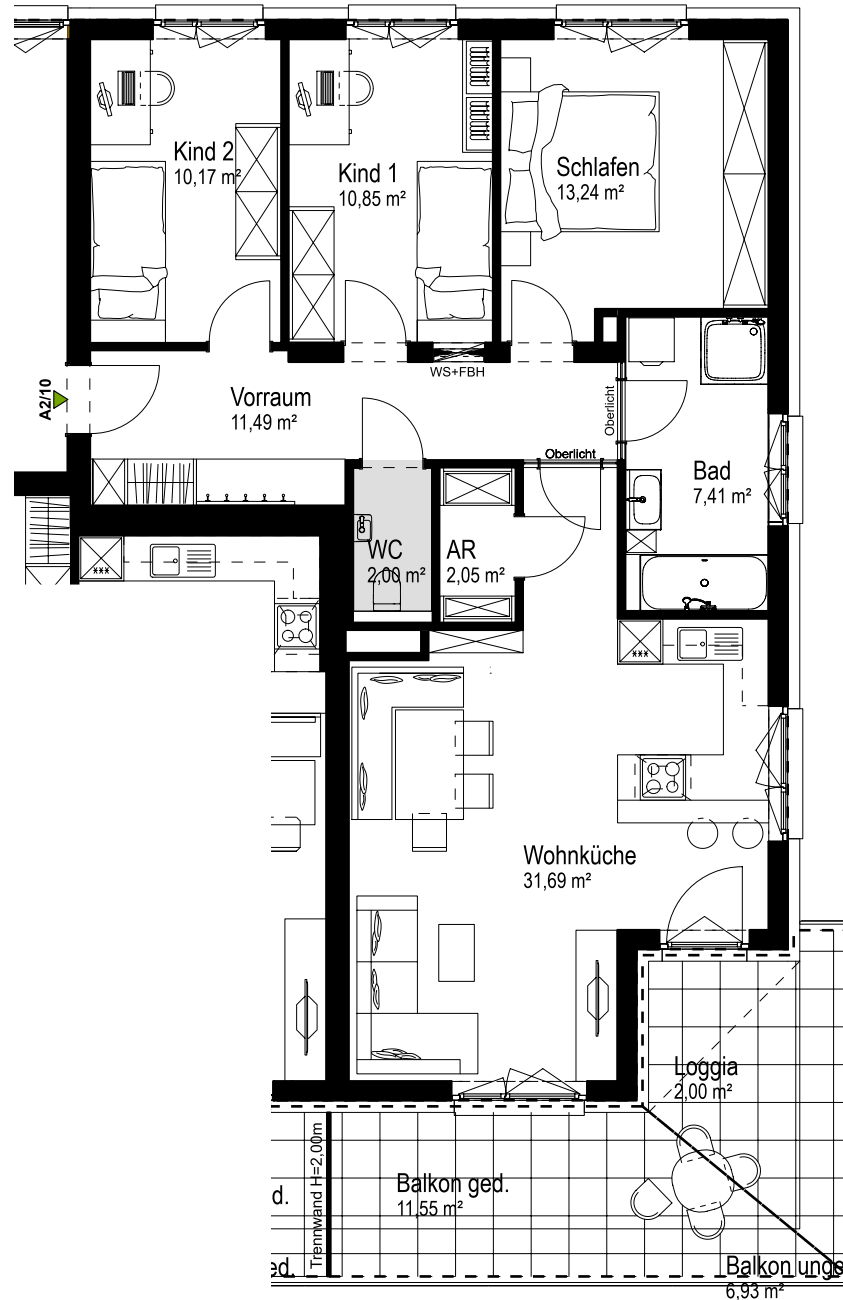 Kind 2
10,17 m²
Kind 1
10,85 m²
Schlafen
13,24 m²
WS+FBH
A2/10
Vorraum
11,49 m²
Oberlicht
Oberlicht
Bad
7,41 m²
WC
2,00 m²
AR
2,05 m²
***
***
Wohnküche
31,69 m²
Loggia
2,00 m²
Trennwand H=2,00m
d.
Balkon ged.
11,55 m²
ed.
Balkon ungs
6,93 m²